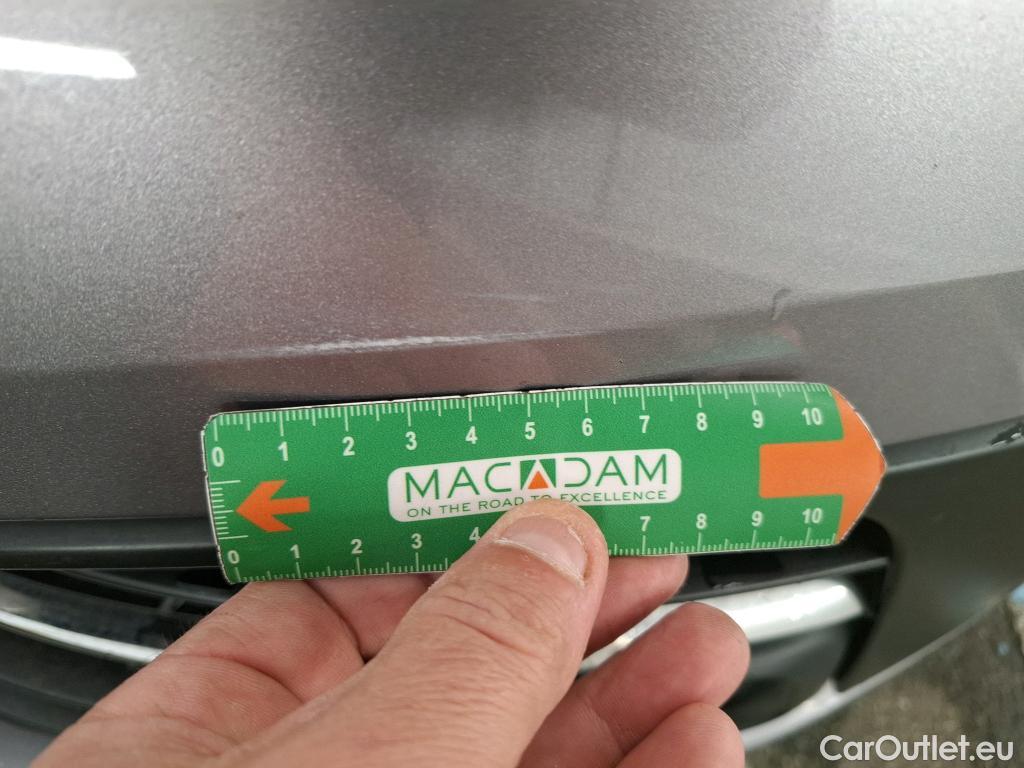 0 1 2 3 4 5 6 7 8 9 10
MACADAM
ON THE ROAD TO EXCELLENCE
0 1 2 3 4 7 8 9 10
CarOutlet.eu